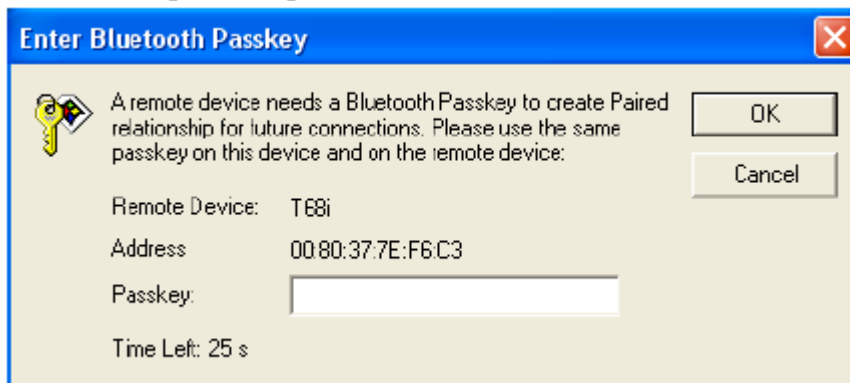 Enter Bluetooth Passkey
A remote device needs a Bluetooth Passkey to create Paired
relationship for future connections. Please use the same
passkey on this device and on the remote device:
OK
Cancel
Remote Device: T68i
Address 00:80:37:7E:F6:C3
Passkey:
Time Left: 25 s